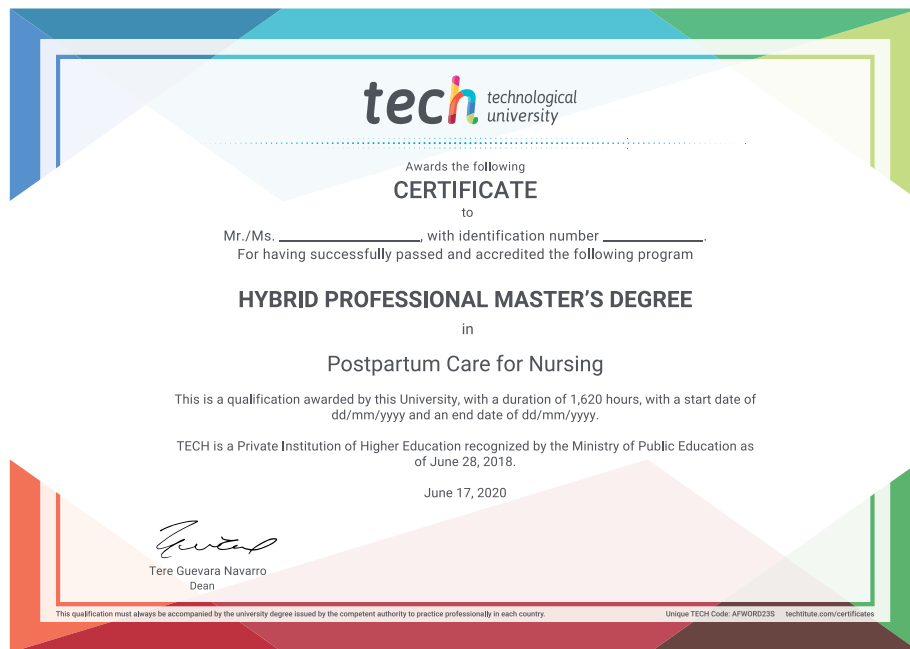 tech technological
university
Awards the following
CERTIFICATE
to
Mr./Ms. ____________________, with identification number ______________.
For having successfully passed and accredited the following program
HYBRID PROFESSIONAL MASTER'S DEGREE
in
Postpartum Care for Nursing
This is a qualification awarded by this University, with a duration of 1,620 hours, with a start date of
dd/mm/yyyy and an end date of dd/mm/yyyy.
TECH is a Private Institution of Higher Education recognized by the Ministry of Public Education as
of June 28, 2018.
June 17, 2020
Tere Guevara Navarro
Dean
This qualification must always be accompanied by the university degree issued by the competent authority to practice professionally in each country. Unique TECH Code: AFWORD23S techtitute.com/certificates